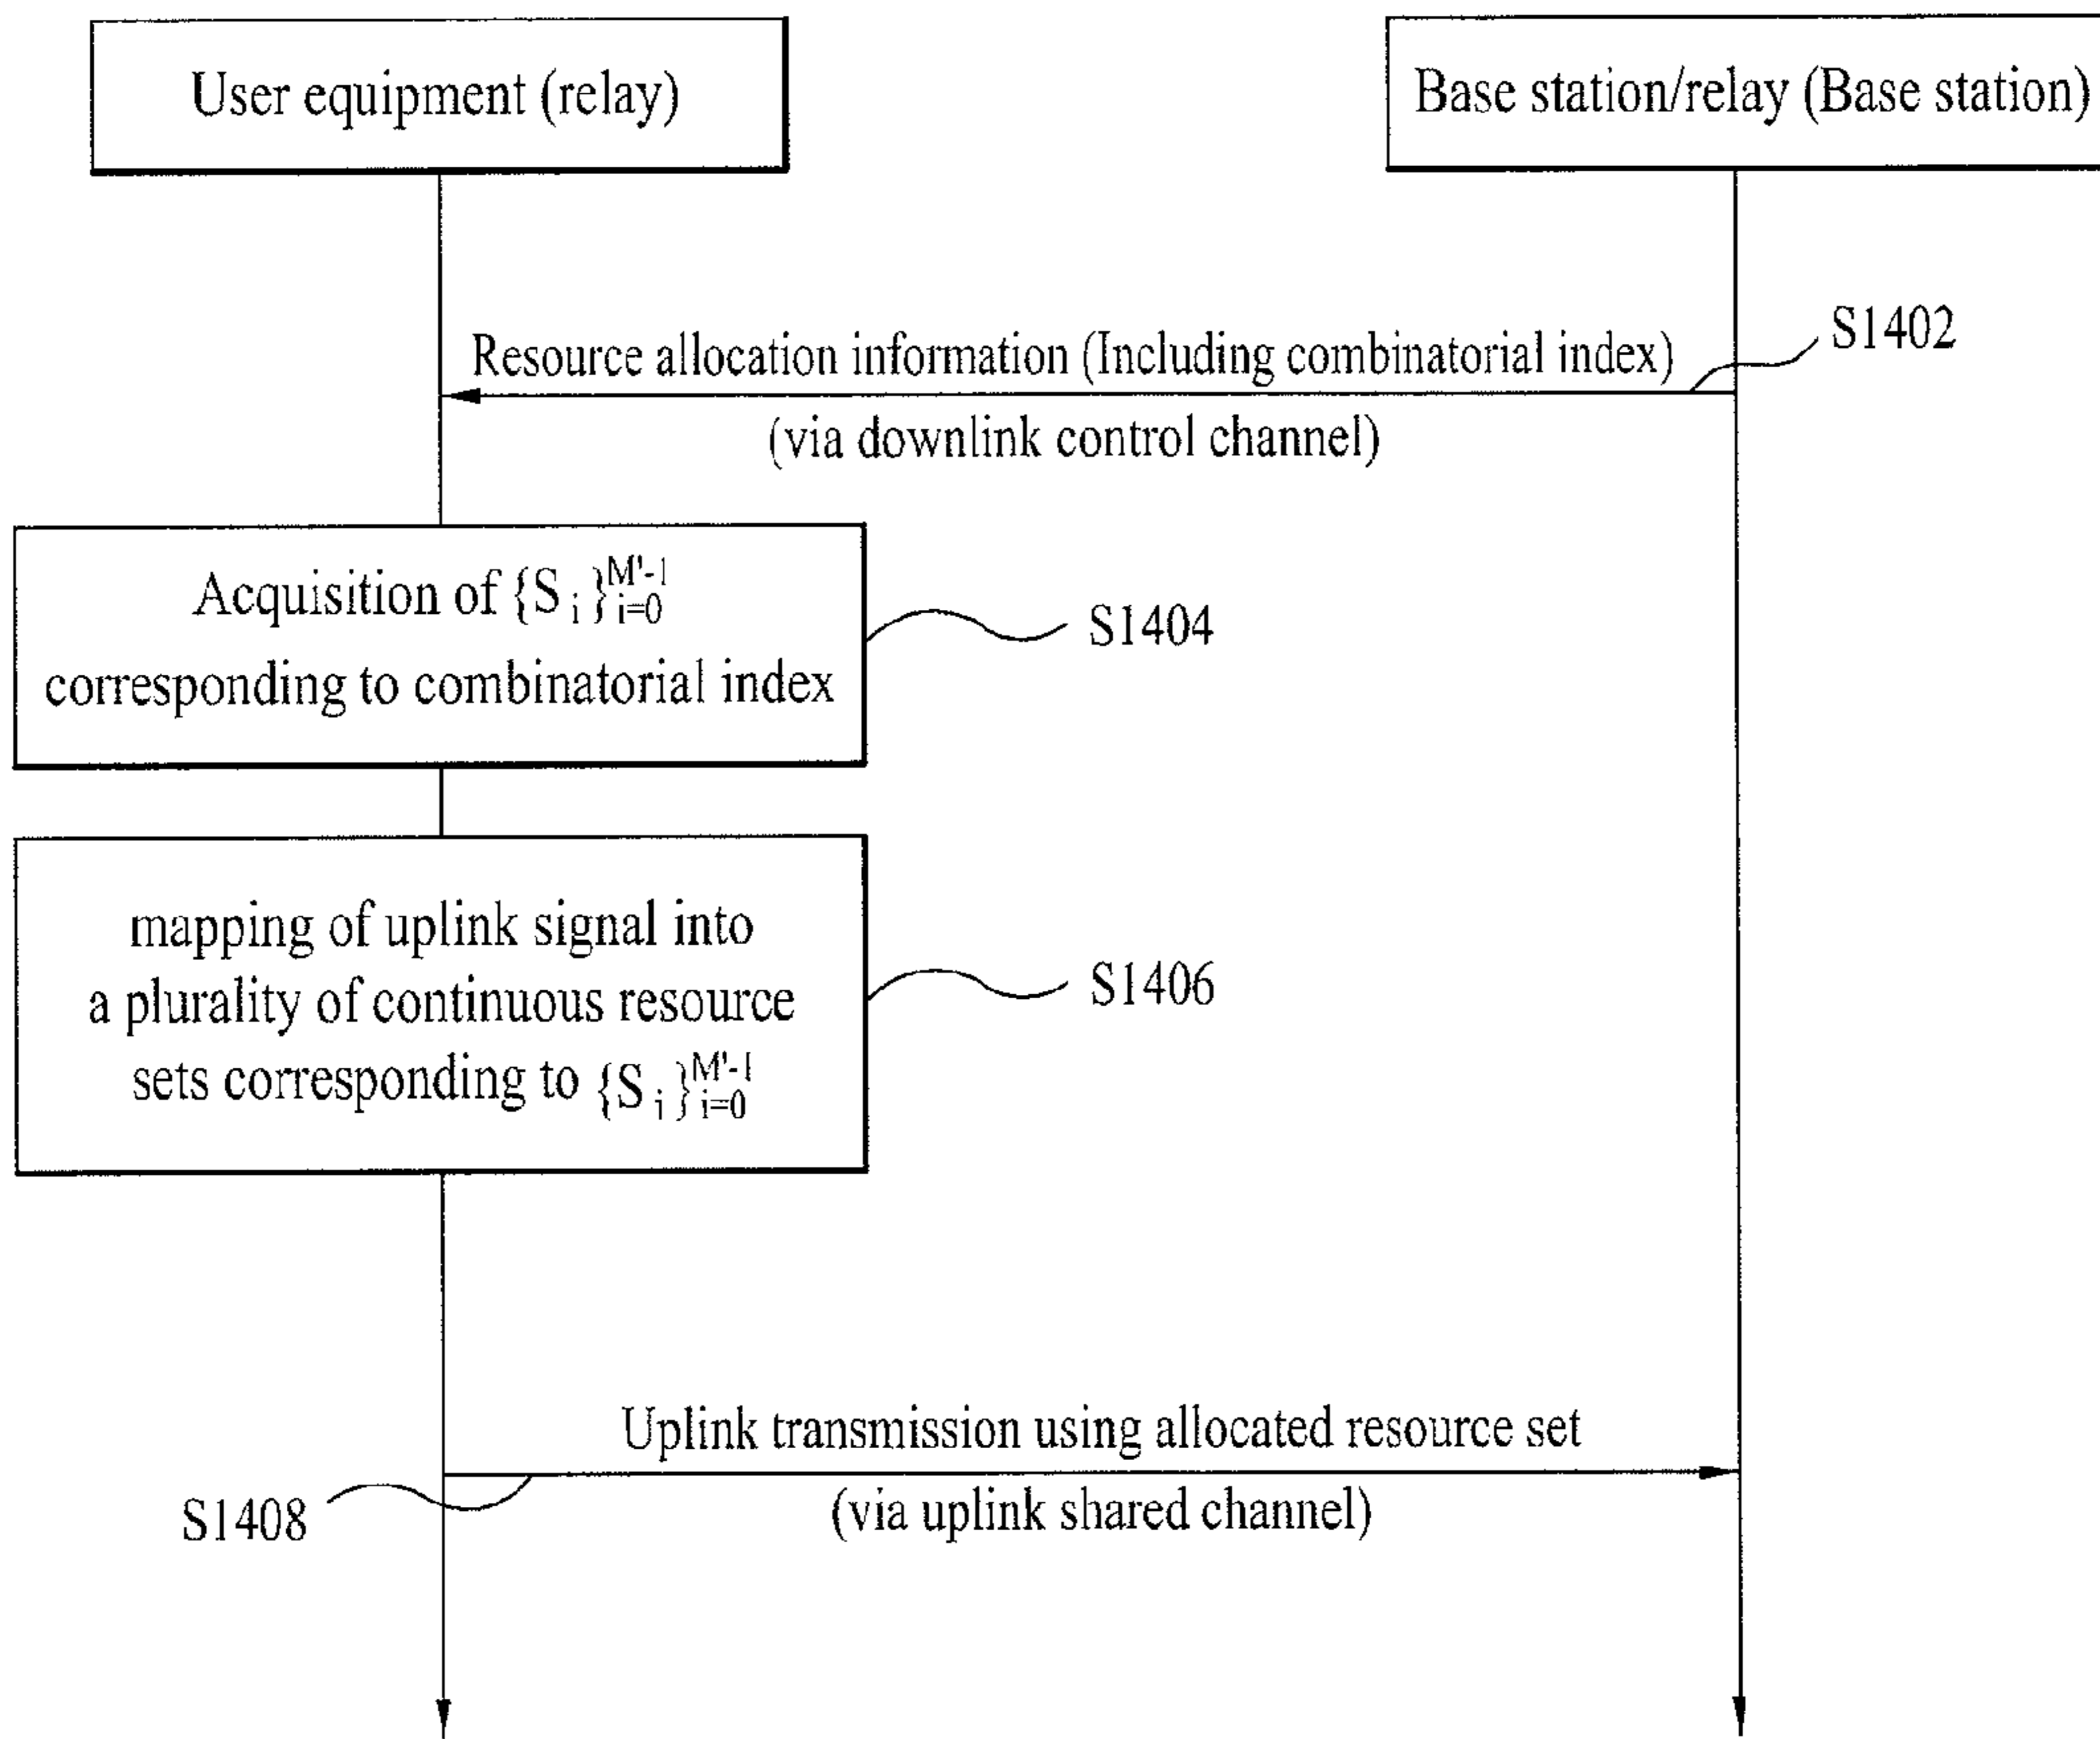 User equipment (relay)
Base station/relay (Base station)
S1402
Resource allocation information (Including combinatorial index)
(via downlink control channel)
Acquisition of {S i}M'-1 i=0
corresponding to combinatorial index
S1404
mapping of uplink signal into
a plurality of continuous resource
sets corresponding to {S i}M'-1 i=0
S1406
Uplink transmission using allocated resource set
(via uplink shared channel)
S1408